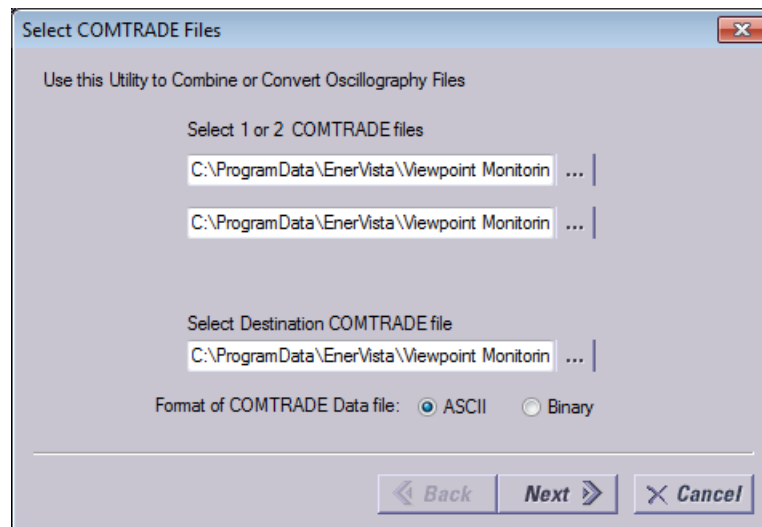 Select COMTRADE Files
Use this Utility to Combine or Convert Oscillography Files
Select 1 or 2 COMTRADE files
C:\ProgramData\EnerVista\Viewpoint Monitorin ...
C:\ProgramData\EnerVista\Viewpoint Monitorin ...
Select Destination COMTRADE file
C:\ProgramData\EnerVista\Viewpoint Monitorin ...
Format of COMTRADE Data file: ASCII Binary
Back Next Cancel